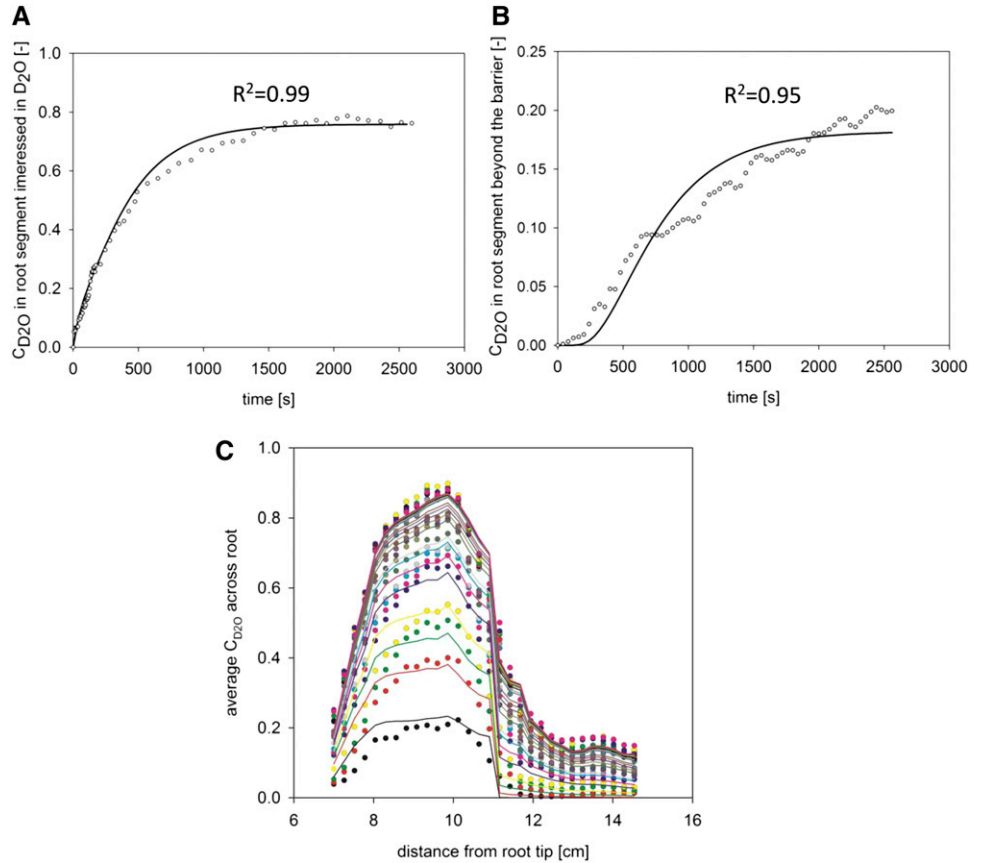 A
C_D2O in root segment imeressed in D_2O [-]
R²=0.99
1.0
0.8
0.6
0.4
0.2
0.0
0 500 1000 1500 2000 2500 3000
time [s]
B
C_D2O in root segment beyond the barrier [-]
R²=0.95
0.25
0.20
0.15
0.10
0.05
0.00
0 500 1000 1500 2000 2500 3000
time [s]
C
average C_D2O across root
1.0
0.8
0.6
0.4
0.2
0.0
6 8 10 12 14 16
distance from root tip [cm]